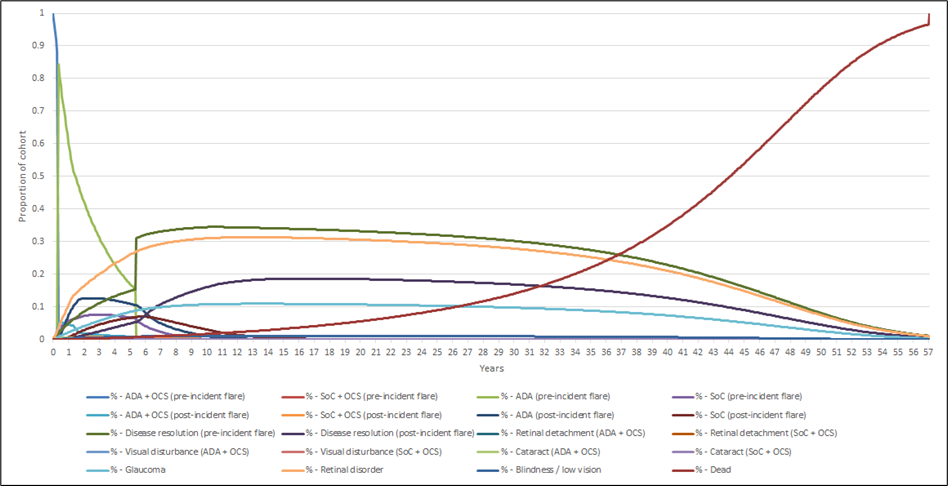 1
0.9
0.8
0.7
0.6
0.5
0.4
0.3
0.2
0.1
0
Proportion of cohort
0 1 2 3 4 5 6 7 8 9 10 11 12 13 14 15 16 17 18 19 20 21 22 23 24 25 26 27 28 29 30 31 32 33 34 35 36 37 38 39 40 41 42 43 44 45 46 47 48 49 50 51 52 53 54 55 56 57
Years
% - ADA + OCS (pre-incident flare) % - SoC + OCS (pre-incident flare) % - ADA (pre-incident flare) % - SoC (pre-incident flare)
% - ADA + OCS (post-incident flare) % - SoC + OCS (post-incident flare) % - ADA (post-incident flare) % - SoC (post-incident flare)
% - Disease resolution (pre-incident flare) % - Disease resolution (post-incident flare) % - Retinal detachment (ADA + OCS) % - Retinal detachment (SoC + OCS)
% - Visual disturbance (ADA + OCS) % - Visual disturbance (SoC + OCS) % - Cataract (ADA + OCS) % - Cataract (SoC + OCS)
% - Glaucoma % - Retinal disorder % - Blindness / low vision % - Dead